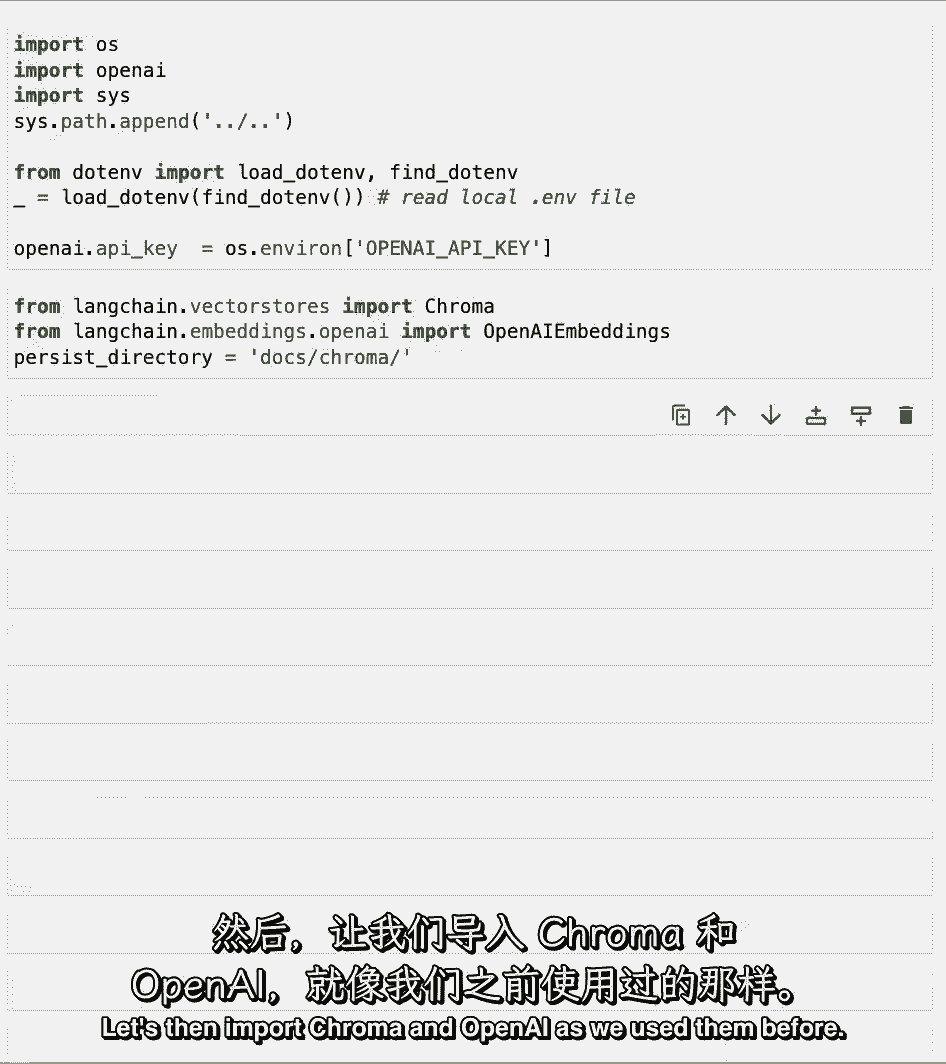 import os
import openai
import sys
sys.path.append('../..')
from dotenv import load_dotenv, find_dotenv
_ = load_dotenv(find_dotenv()) # read local .env file
openai.api_key  = os.environ['OPENAI_API_KEY']
from langchain.vectorstores import Chroma
from langchain.embeddings.openai import OpenAIEmbeddings
persist_directory = 'docs/chroma/'
然后，让我们导入 Chroma 和
OpenAI，就像我们之前使用过的那样。
Let's then import Chroma and OpenAI as we used them before.